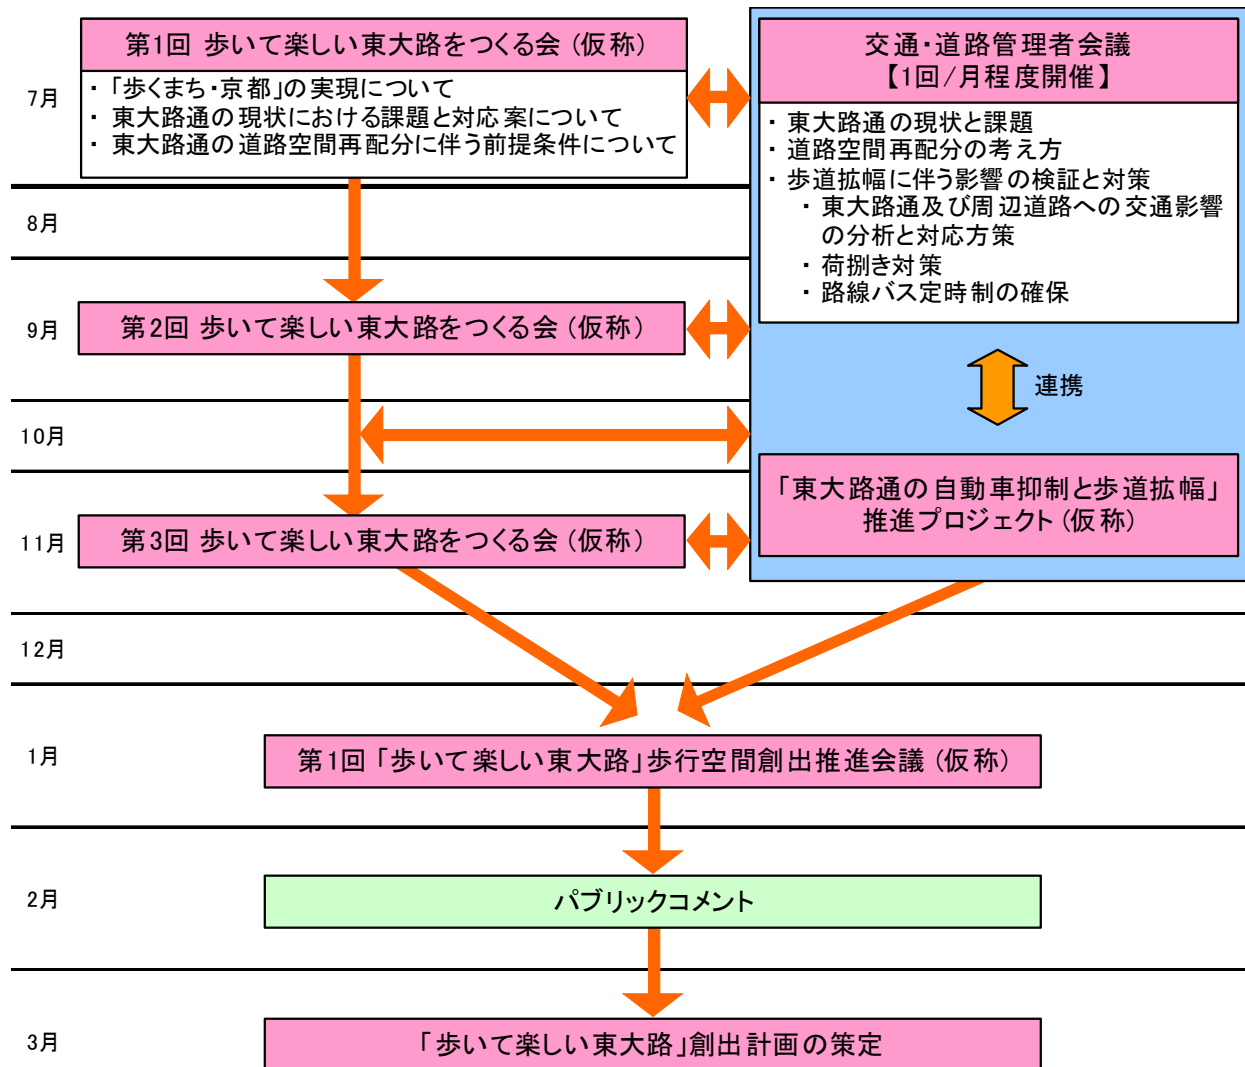 7月
第1回 歩いて楽しい東大路をつくる会(仮称)
・「歩くまち・京都」の実現について
・ 東大路通の現状における課題と対応案について
・ 東大路通の道路空間再配分に伴う前提条件について
交通・道路管理者会議
【1回/月程度開催】
・ 東大路通の現状と課題
・ 道路空間再配分の考え方
・ 歩道拡幅に伴う影響の検証と対策
・ 東大路通及び周辺道路への交通影響
の分析と対応方策
・ 荷捌き対策
・ 路線バス定時制の確保
8月
9月
第2回 歩いて楽しい東大路をつくる会(仮称)
連携
10月
「東大路通の自動車抑制と歩道拡幅」
推進プロジェクト(仮称)
11月
第3回 歩いて楽しい東大路をつくる会(仮称)
12月
1月
第1回「歩いて楽しい東大路」歩行空間創出推進会議(仮称)
2月
パブリックコメント
3月
「歩いて楽しい東大路」創出計画の策定